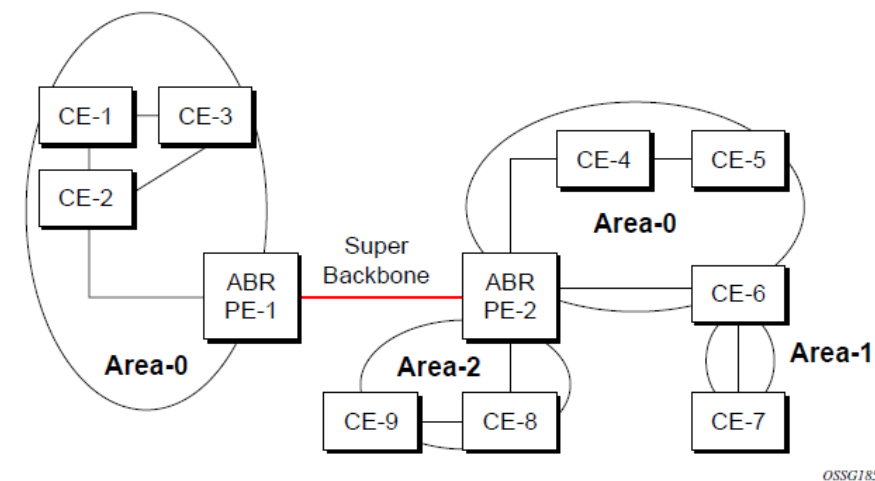 CE-1
CE-3
CE-2
ABR
PE-1
Area-0
Super
Backbone
CE-4
CE-5
Area-0
ABR
PE-2
CE-6
Area-2
Area-1
CE-9
CE-8
CE-7
OSSG185